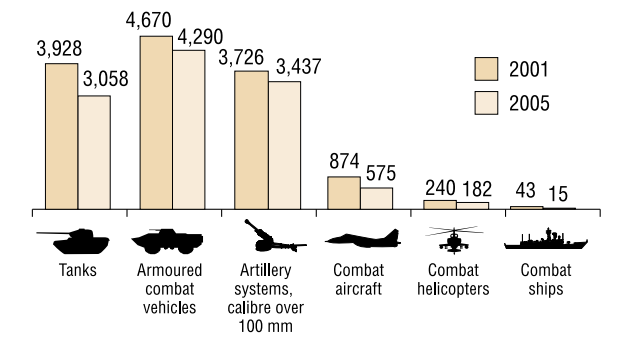 3,928
3,058
4,670
4,290
3,726
3,437
874
575
240
182
43
15
2001
2005
Tanks
Armoured
combat
vehicles
Artillery
systems,
calibre over
100 mm
Combat
aircraft
Combat
helicopters
Combat
ships